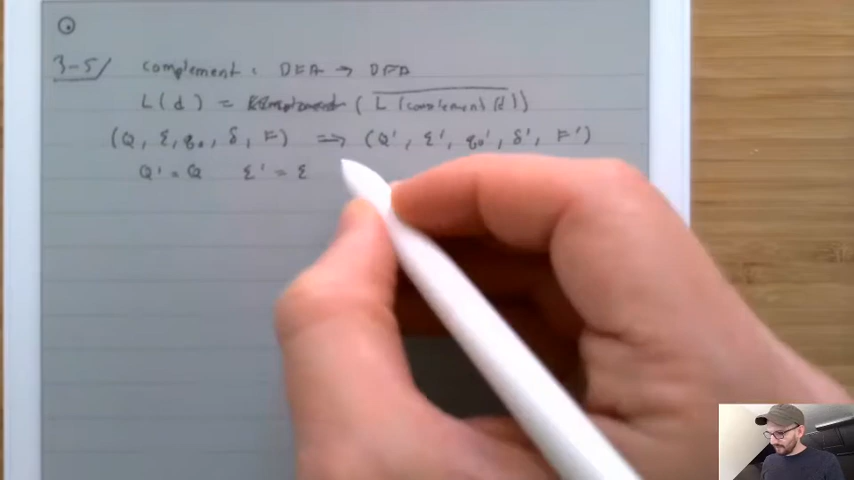 3-5/ complement : DFA → DFA
L(d) = ( L (complement(d))
(Q, Σ, q₀, δ, F) ⇒ (Q', Σ', q₀', δ', F')
Q' = Q Σ' = Σ